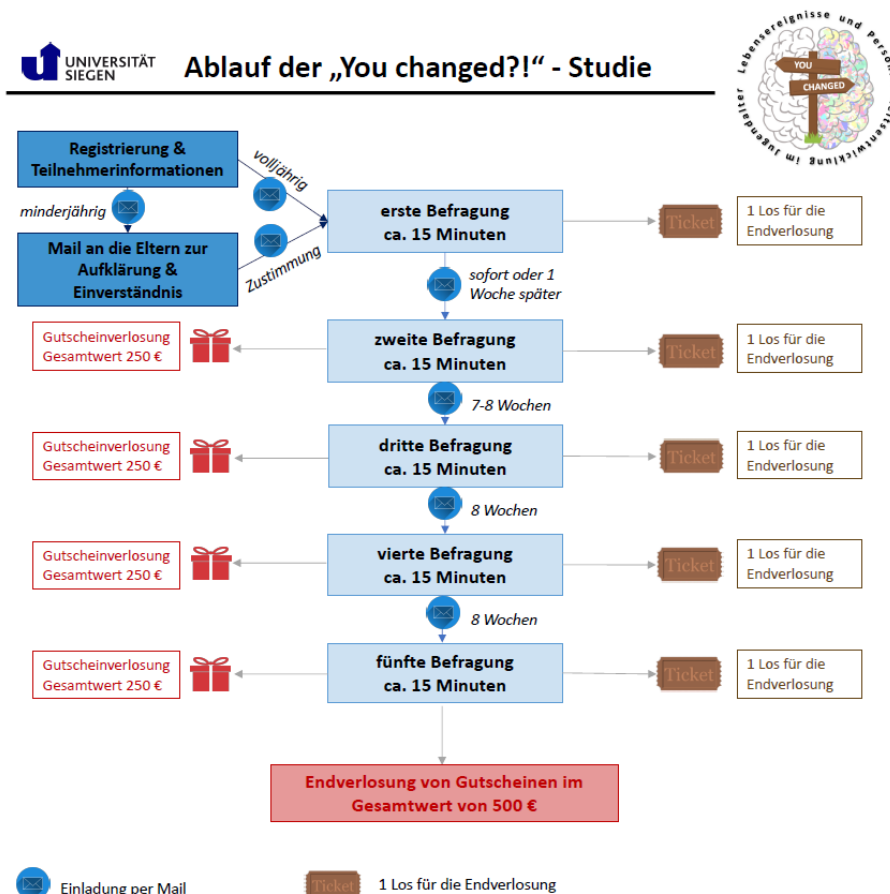 UNIVERSITÄT
SIEGEN
Ablauf der „You changed?!“ - Studie
Lebensereignisse und Persönlichkeitsentwicklung im Jugendalter
YOU
CHANGED
Registrierung &
Teilnehmerinformationen
volljährig
minderjährig
Mail an die Eltern zur
Aufklärung &
Einverständnis
Zustimmung
erste Befragung
ca. 15 Minuten
Ticket
1 Los für die
Endverlosung
sofort oder 1
Woche später
Gutscheinverlosung
Gesamtwert 250 €
zweite Befragung
ca. 15 Minuten
Ticket
1 Los für die
Endverlosung
7-8 Wochen
Gutscheinverlosung
Gesamtwert 250 €
dritte Befragung
ca. 15 Minuten
Ticket
1 Los für die
Endverlosung
8 Wochen
Gutscheinverlosung
Gesamtwert 250 €
vierte Befragung
ca. 15 Minuten
Ticket
1 Los für die
Endverlosung
8 Wochen
Gutscheinverlosung
Gesamtwert 250 €
fünfte Befragung
ca. 15 Minuten
Ticket
1 Los für die
Endverlosung
Endverlosung von Gutscheinen im
Gesamtwert von 500 €
Einladung per Mail
Ticket
1 Los für die Endverlosung